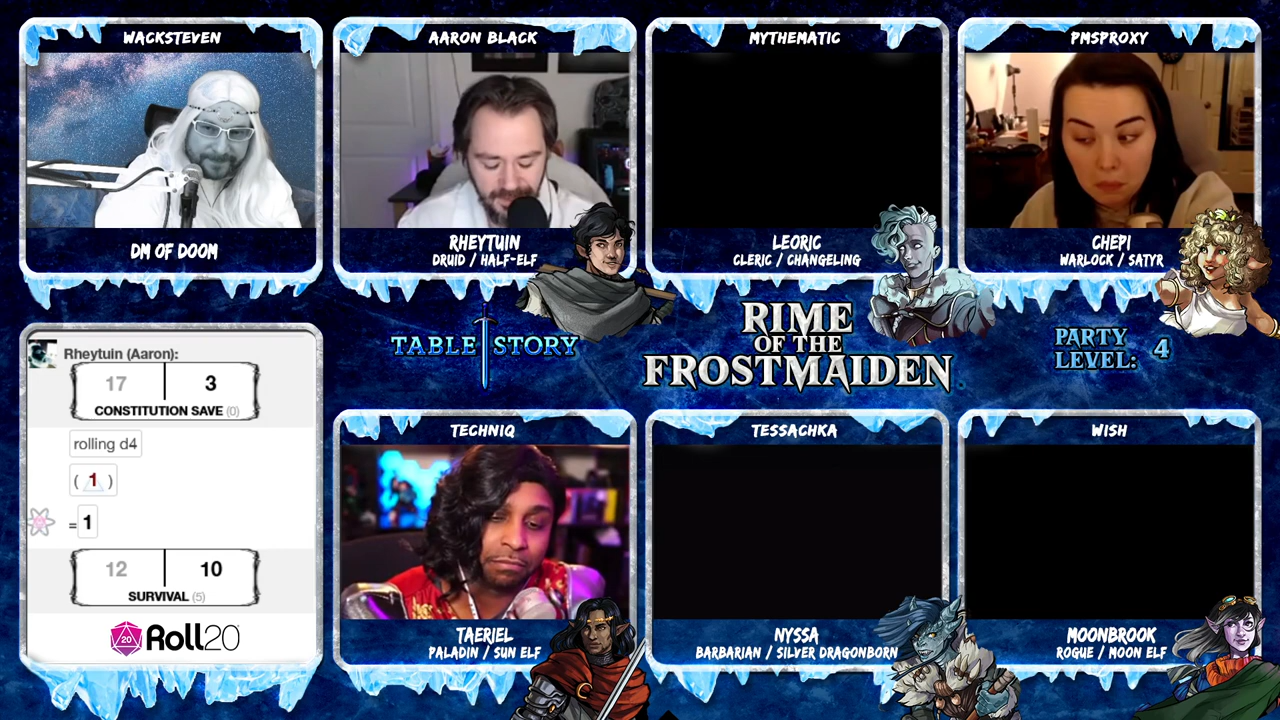 WACKSTEVEN
AARON BLACK
MYTHEMATIC
PMSPROXY
DM OF DOOM
RHEYTUIN
DRUID / HALF-ELF
LEORIC
CLERIC / CHANGELING
CHEPI
WARLOCK / SATYR
TABLE STORY
RIME
OF THE
FROSTMAIDEN
PARTY
LEVEL: 4
Rheytuin (Aaron):
17 3
CONSTITUTION SAVE (0)
rolling d4
( 1 )
=1
12 10
SURVIVAL (5)
20 Roll20
TECHNIQ
TESSACHKA
WISH
TAERIEL
PALADIN / SUN ELF
NYSSA
BARBARIAN / SILVER DRAGONBORN
MOONBROOK
ROGUE / MOON ELF